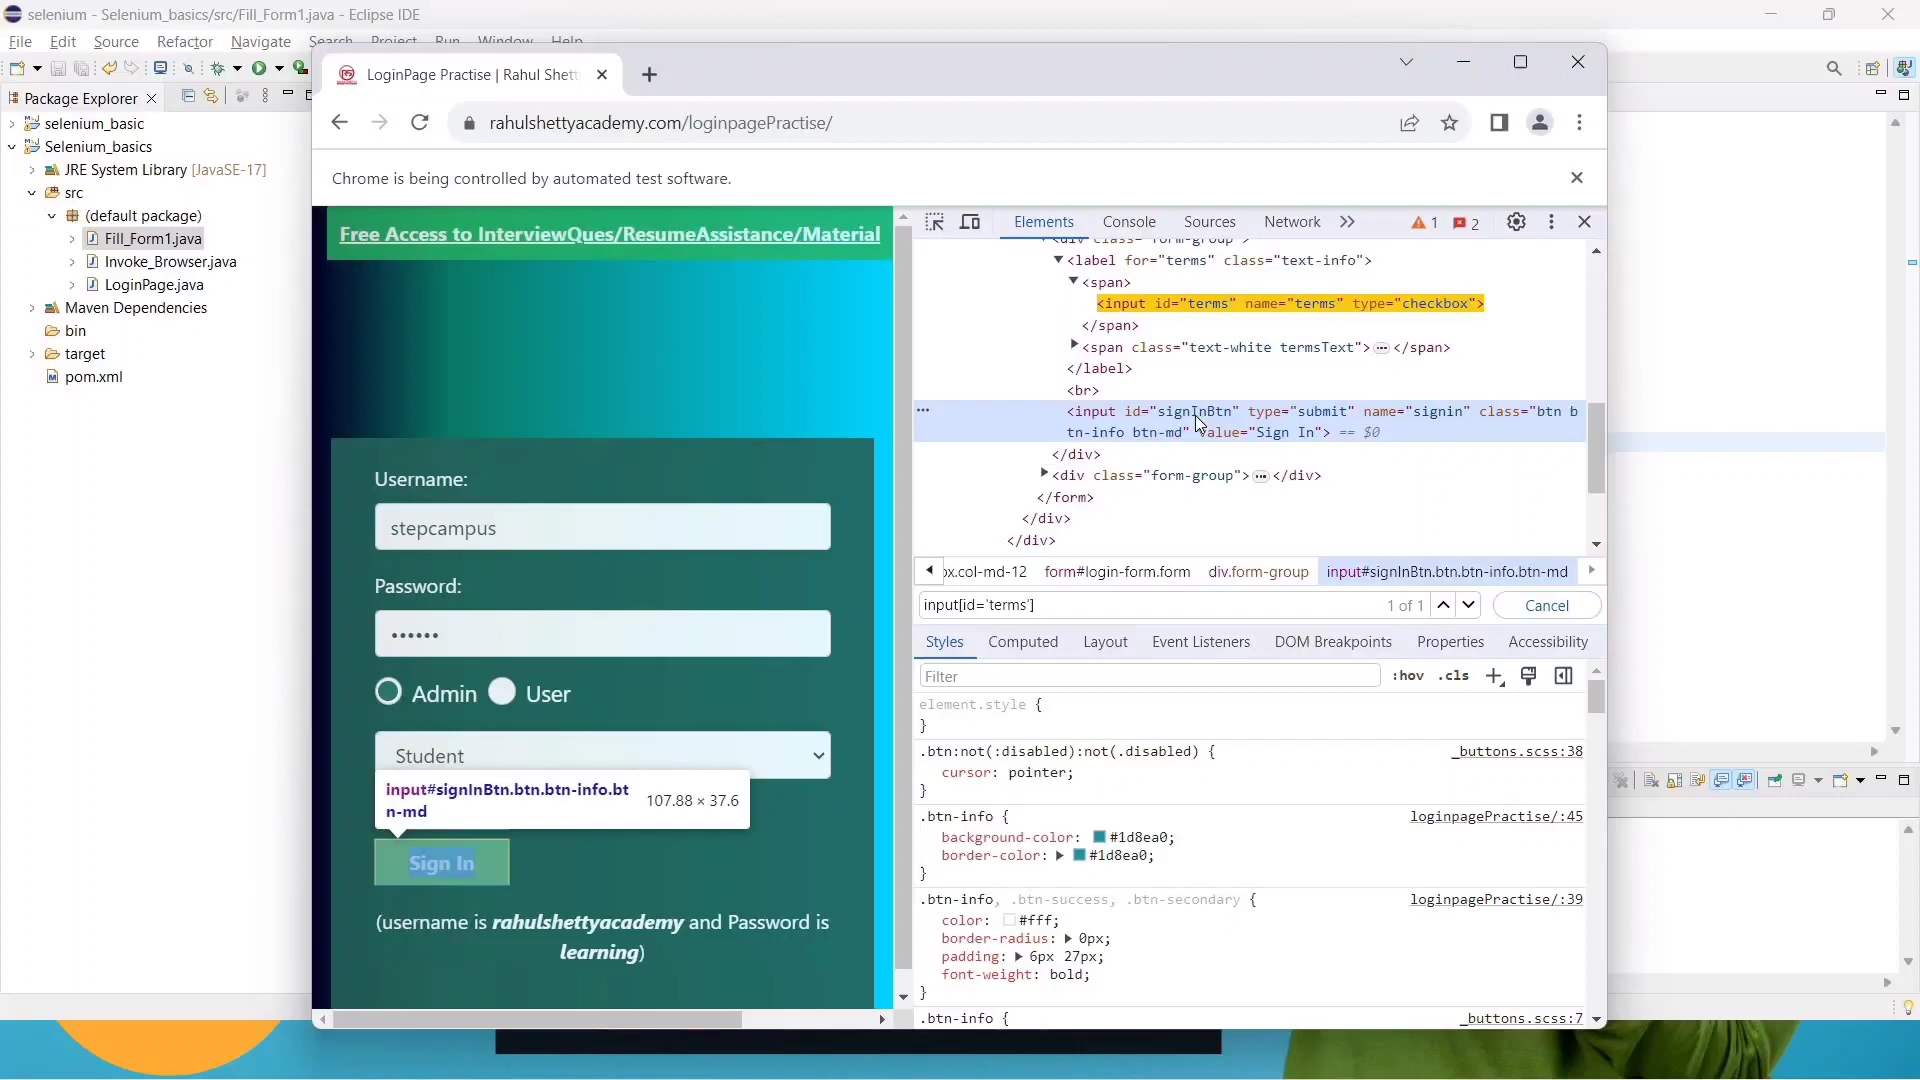 selenium - Selenium_basics/src/Fill_Form1.java - Eclipse IDE
File Edit Source Refactor Navigate Search Project Run Window Help
Package Explorer
selenium_basic
Selenium_basics
JRE System Library [JavaSE-17]
src
(default package)
Fill_Form1.java
Invoke_Browser.java
LoginPage.java
Maven Dependencies
bin
target
pom.xml
LoginPage Practise | Rahul Shett
rahulshettyacademy.com/loginpagePractise/
Chrome is being controlled by automated test software.
Free Access to InterviewQues/ResumeAssistance/Material
Username:
stepcampus
Password:
••••••
Admin User
Student
input#signInBtn.btn.btn-info.bt
n-md
107.88 × 37.6
Sign In
(username is rahulshettyacademy and Password is
learning)
Elements Console Sources Network 1 2
<div class="form-group">
<label for="terms" class="text-info">
<span>
<input id="terms" name="terms" type="checkbox">
</span>
<span class="text-white termsText"> … </span>
</label>
<br>
<input id="signInBtn" type="submit" name="signin" class="btn b
tn-info btn-md" value="Sign In"> == $0
</div>
<div class="form-group"> … </div>
</form>
</div>
</div>
ox.col-md-12 form#login-form.form div.form-group input#signInBtn.btn.btn-info.btn-md
input[id='terms'] 1 of 1 Cancel
Styles Computed Layout Event Listeners DOM Breakpoints Properties Accessibility
Filter :hov .cls
element.style {
}
.btn:not(:disabled):not(.disabled) { _buttons.scss:38
cursor: pointer;
}
.btn-info { loginpagePractise/:45
background-color: #1d8ea0;
border-color: #1d8ea0;
}
.btn-info, .btn-success, .btn-secondary { loginpagePractise/:39
color: #fff;
border-radius: 0px;
padding: 6px 27px;
font-weight: bold;
}
.btn-info { _buttons.scss:7